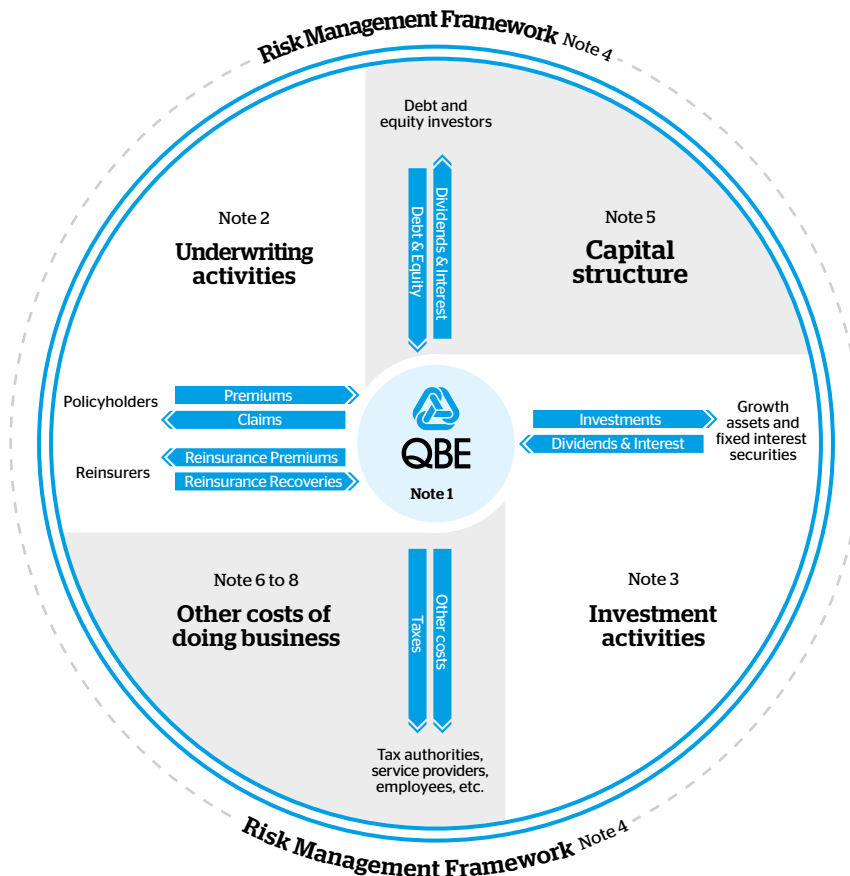 Risk Management Framework Note 4
Debt and
equity investors
Debt & Equity
Dividends & Interest
Note 2
Underwriting
activities
Note 5
Capital
structure
Policyholders
Premiums
Claims
Reinsurers
Reinsurance Premiums
Reinsurance Recoveries
QBE
Note 1
Investments
Dividends & Interest
Growth
assets and
fixed interest
securities
Note 6 to 8
Other costs of
doing business
Taxes
Other costs
Note 3
Investment
activities
Tax authorities,
service providers,
employees, etc.
Risk Management Framework Note 4